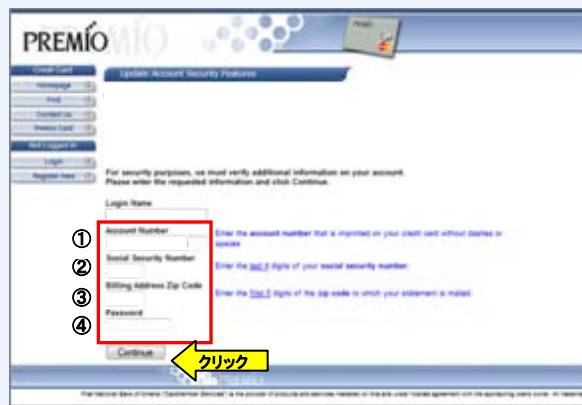 PREMÍO
Credit Card
Update Account Security Features
Homepage
FAQ
Contact Us
Premio Card
Not Logged In
Login
Register Here
For security purposes, we must verify additional information on your account.
Please enter the requested information and click Continue.
Login Name
① Account Number
Enter the account number that is imprinted on your credit card without dashes or
spaces
② Social Security Number
Enter the last 4 digits of your social security number.
③ Billing Address Zip Code
Enter the first 5 digits of the zip code to which your statement is mailed.
④ Password
Continue
クリック